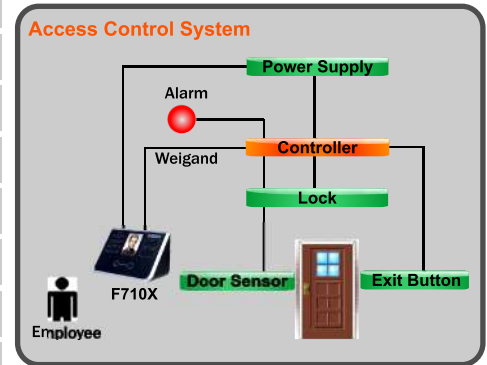 Access Control System
Power Supply
Alarm
Controller
Weigand
Lock
F710X
Door Sensor
Exit Button
Employee